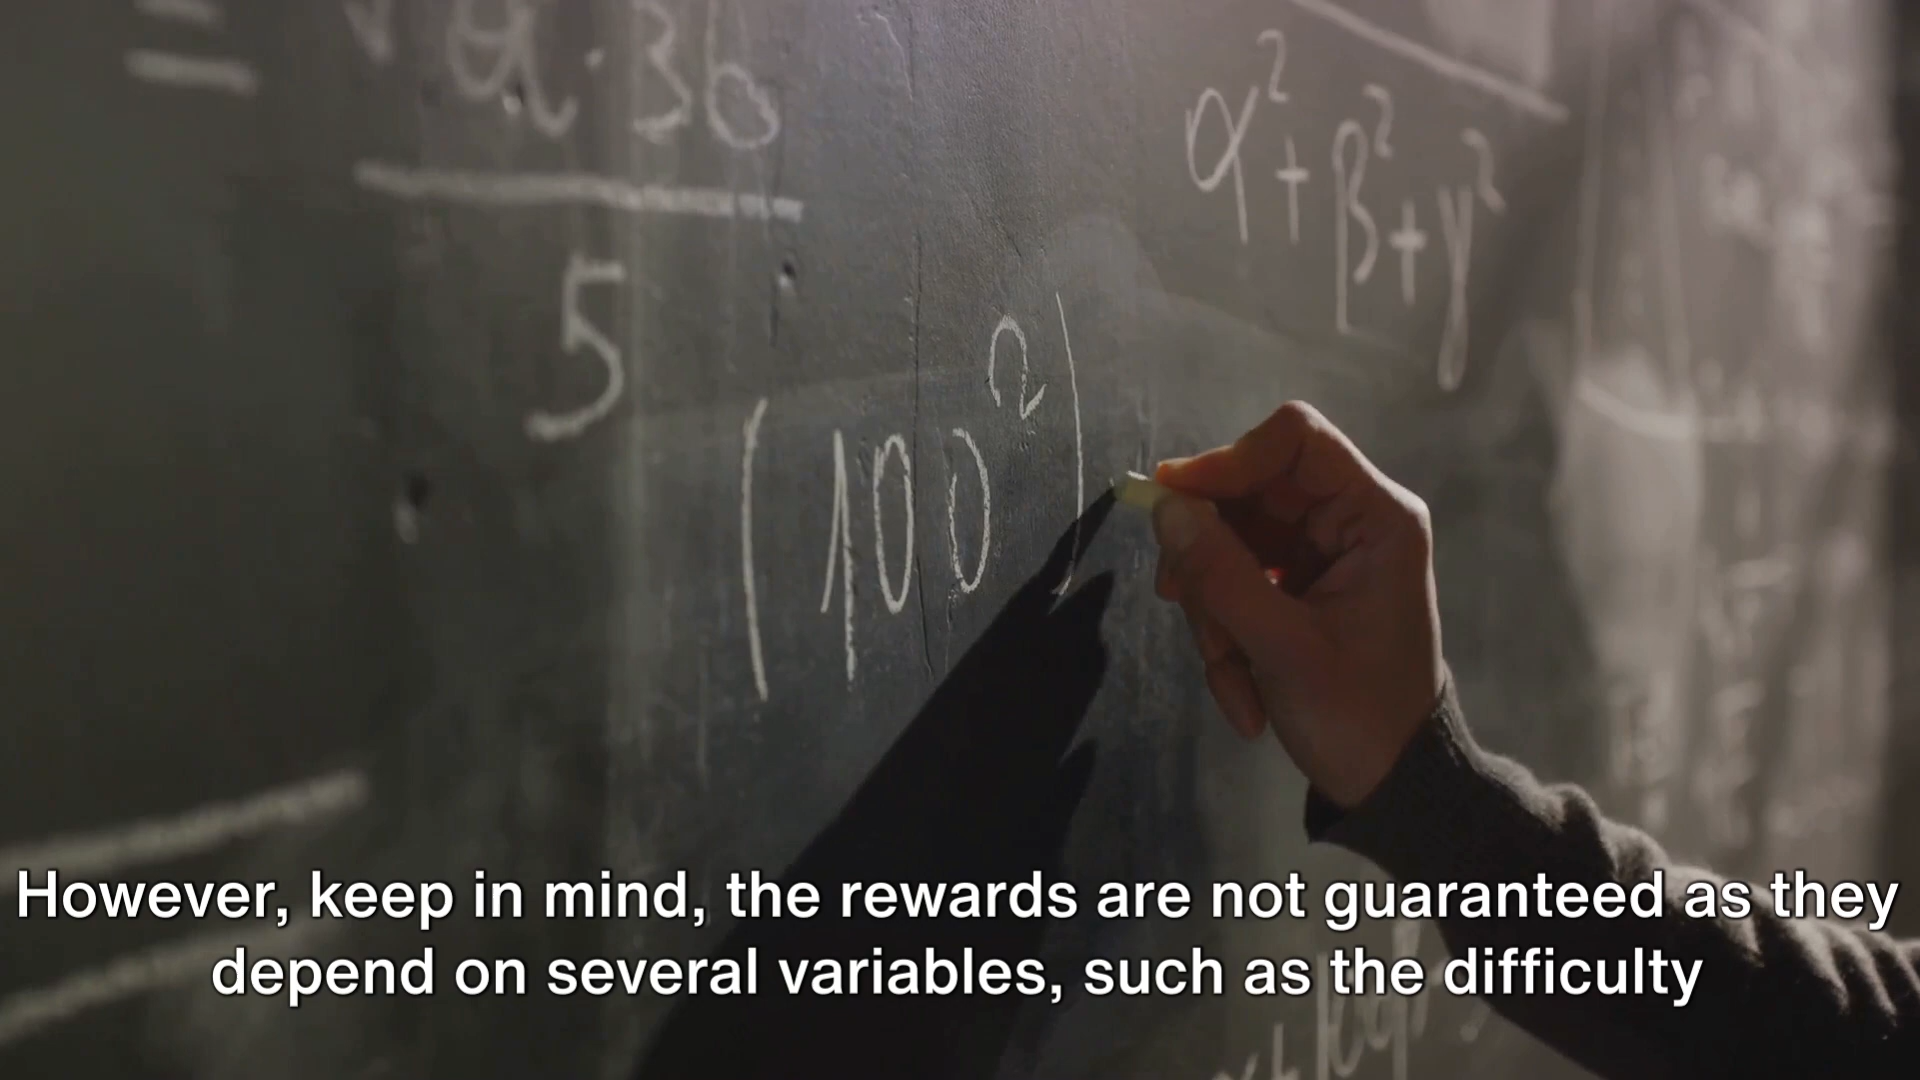 = √a·36
5
α² + β² + γ²
(100²)
However, keep in mind, the rewards are not guaranteed as they
depend on several variables, such as the difficulty